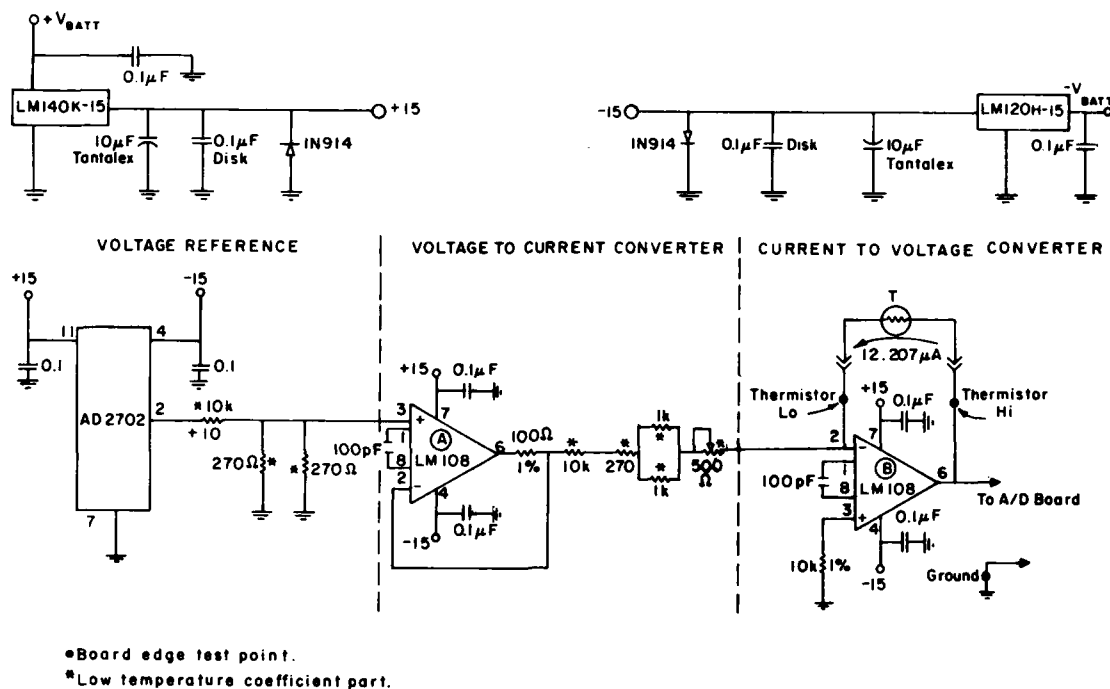 +VBATT
0.1µF
LM140K-15
+15
10µF
Tantalex
0.1µF
Disk
1N914
-15
LM120H-15
-VBATT
1N914
0.1µF
Disk
10µF
Tantalex
0.1µF
VOLTAGE REFERENCE
VOLTAGE TO CURRENT CONVERTER
CURRENT TO VOLTAGE CONVERTER
+15
-15
11
4
0.1
0.1
AD2702
2
*10k
+10
270Ω*
*270Ω
7
+15
0.1µF
3
+
7
1
A
100pF
LM108
8
2
-
4
6
0.1µF
-15
100Ω
1%
*
10k
*
270
1k
*
*
1k
*
500
Ω
T
12.207µA
Thermistor
Lo
Thermistor
Hi
+15
0.1µF
2
-
7
1
B
100pF
LM108
8
3
+
4
6
0.1µF
-15
10k
1%
To A/D Board
Ground
●Board edge test point.
*Low temperature coefficient part.